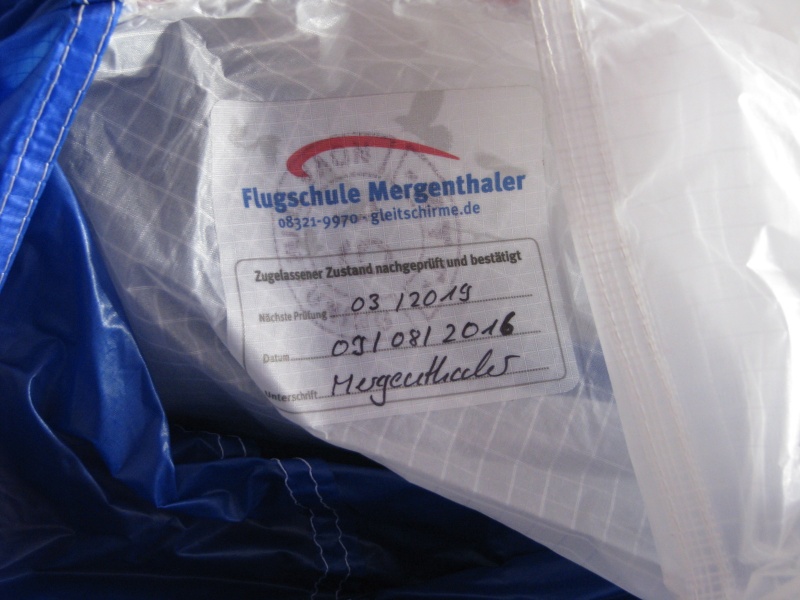 Flugschule Mergenthaler
08321-9970 · gleitschirme.de
Zugelassener Zustand nachgeprüft und bestätigt
Nächste Prüfung 03/2019
Datum 09/08/2016
Unterschrift Mergenthaler